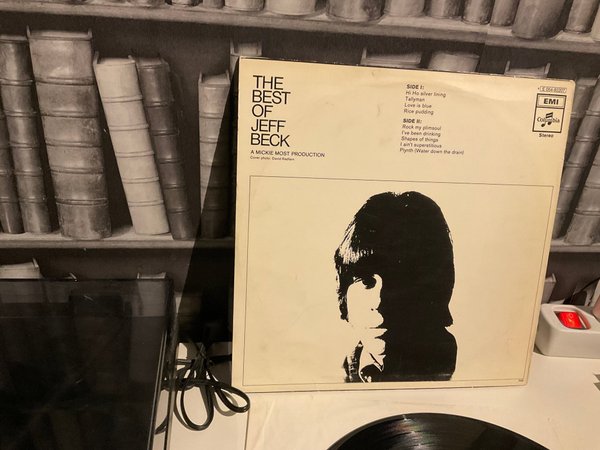 THE
BEST
OF
JEFF
BECK
A MICKIE MOST PRODUCTION
Cover photo: David Redfern
SIDE I:
Hi Ho silver lining
Tallyman
Love is blue
Rice pudding
SIDE II:
Rock my plimsoul
I've been drinking
Shapes of things
I ain't superstitious
Plynth (Water down the drain)
EMI
Columbia
Stereo